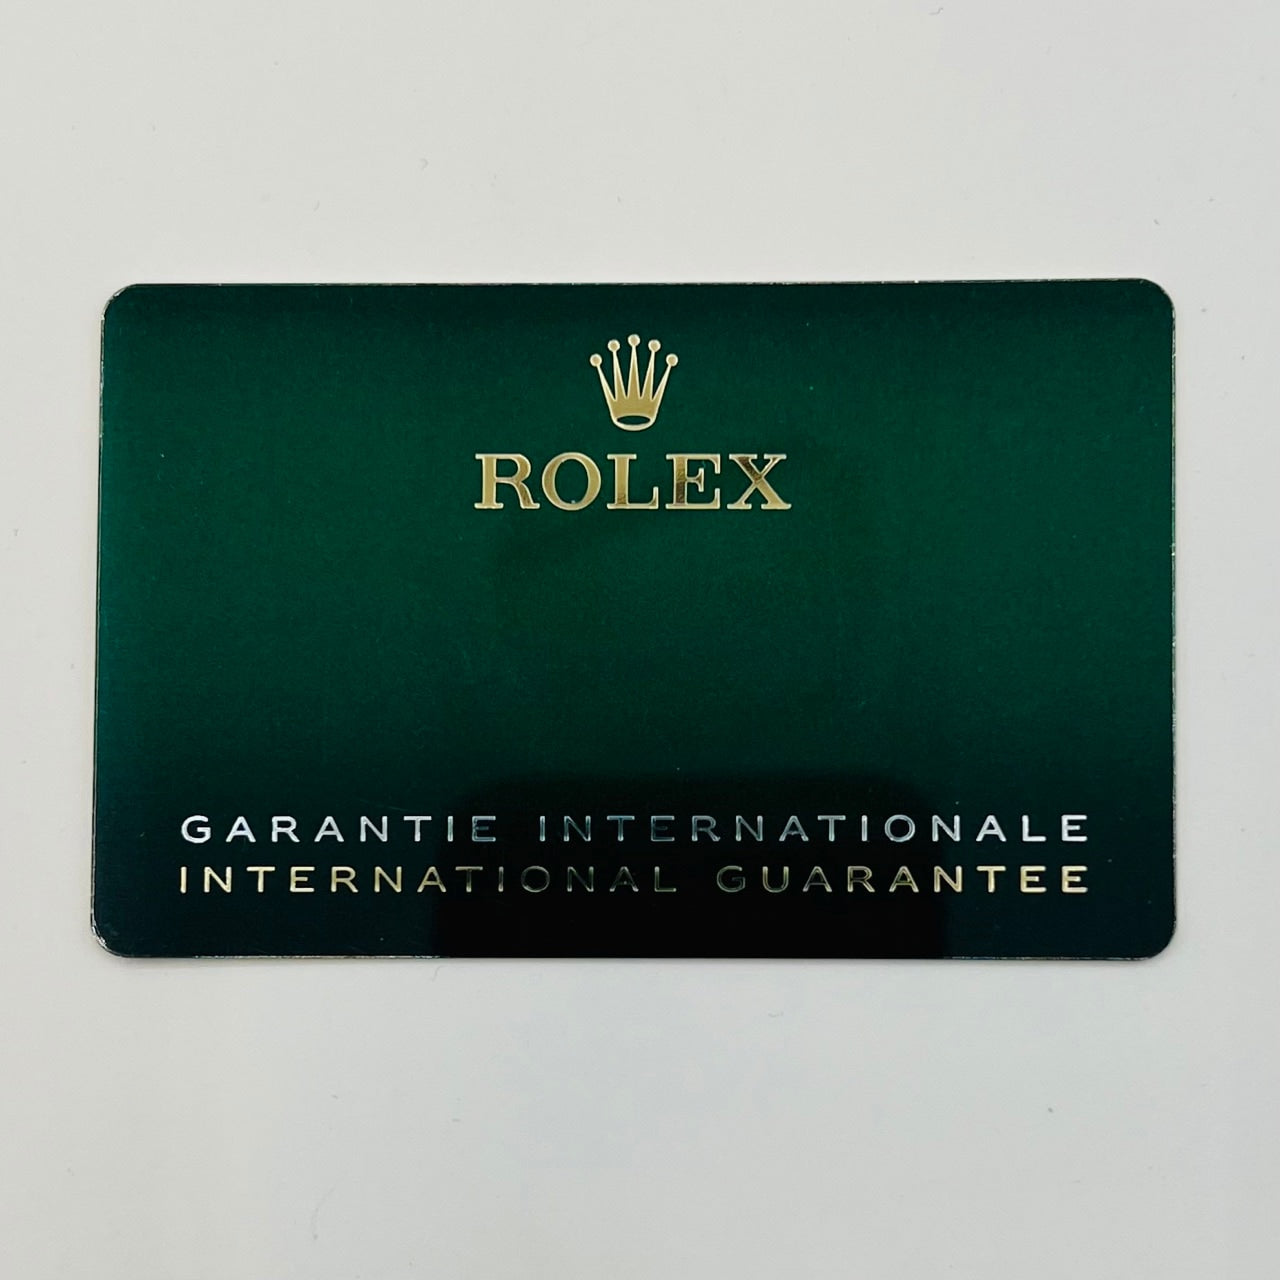 ROLEX
GARANTIE INTERNATIONALE
INTERNATIONAL GUARANTEE